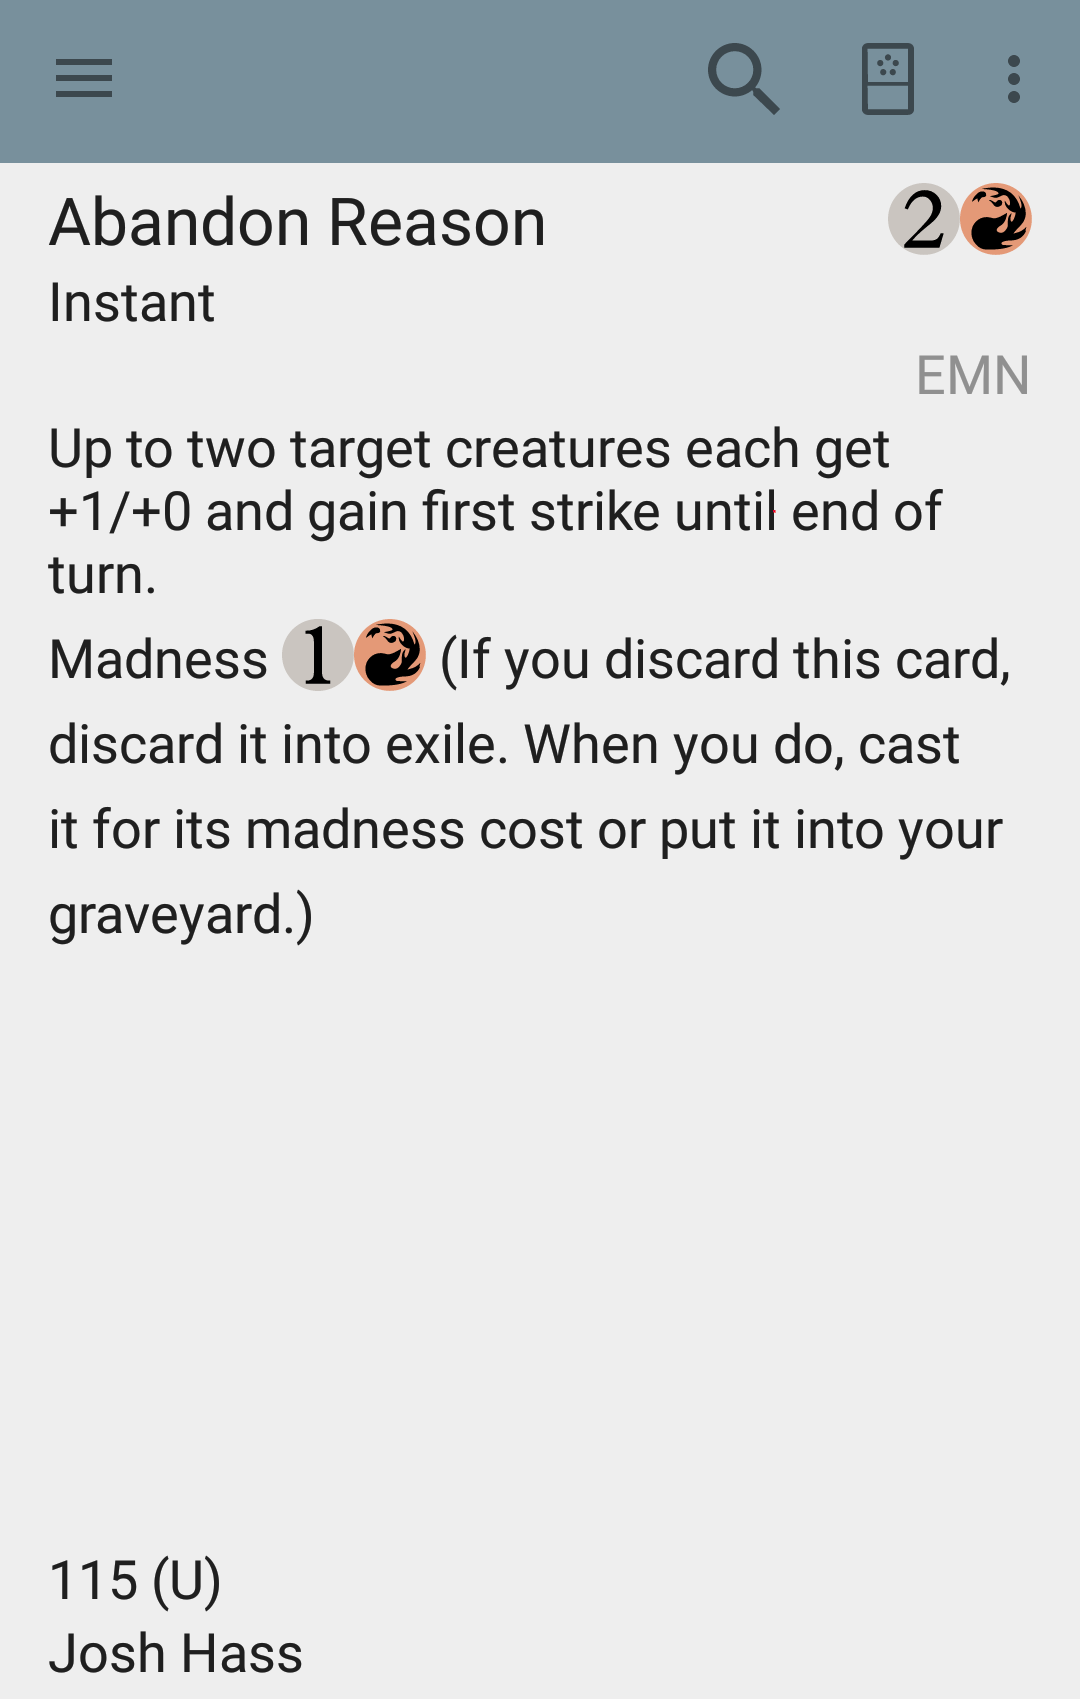 Abandon Reason 2
Instant
EMN
Up to two target creatures each get
+1/+0 and gain first strike until end of
turn.
Madness 1 (If you discard this card,
discard it into exile. When you do, cast
it for its madness cost or put it into your
graveyard.)
115 (U)
Josh Hass